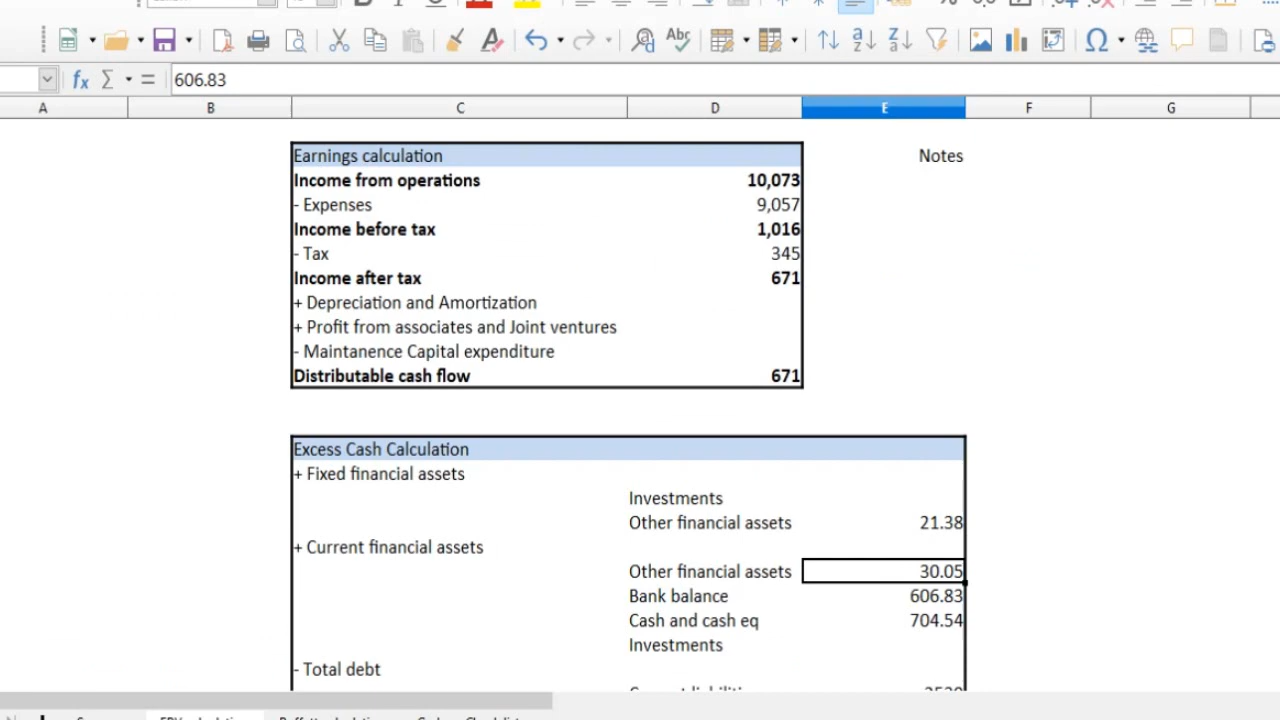 606.83
A B C D E F G
Earnings calculation Notes
Income from operations 10,073
- Expenses 9,057
Income before tax 1,016
- Tax 345
Income after tax 671
+ Depreciation and Amortization
+ Profit from associates and Joint ventures
- Maintanence Capital expenditure
Distributable cash flow 671
Excess Cash Calculation
+ Fixed financial assets
Investments
Other financial assets 21.38
+ Current financial assets
Other financial assets 30.05
Bank balance 606.83
Cash and cash eq 704.54
Investments
- Total debt